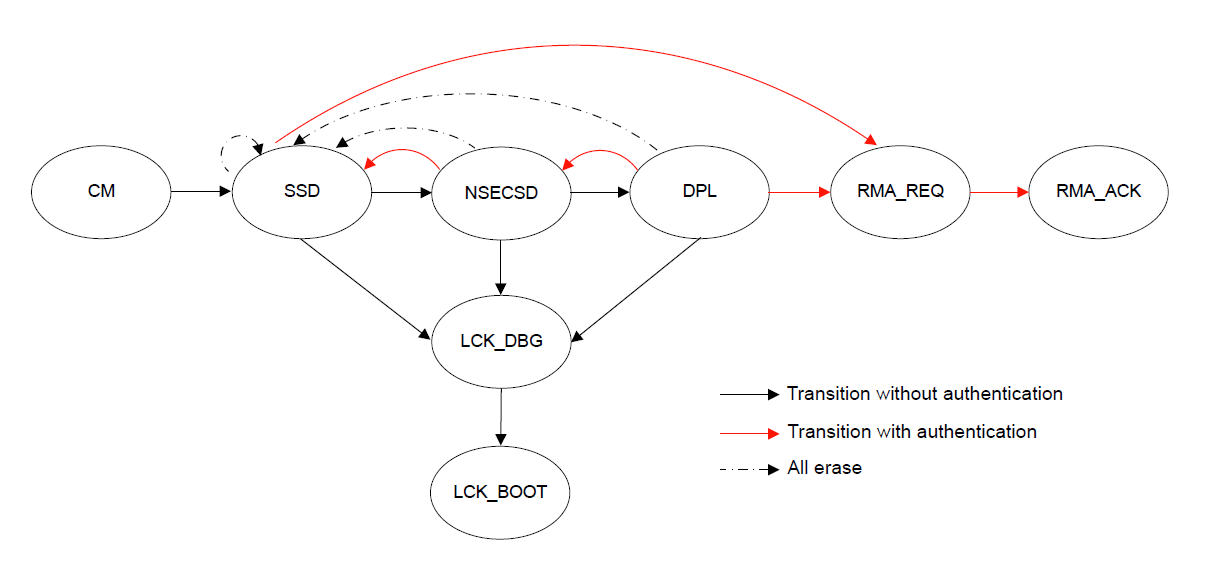 CM
SSD
NSECSD
DPL
RMA_REQ
RMA_ACK
LCK_DBG
LCK_BOOT
Transition without authentication
Transition with authentication
All erase